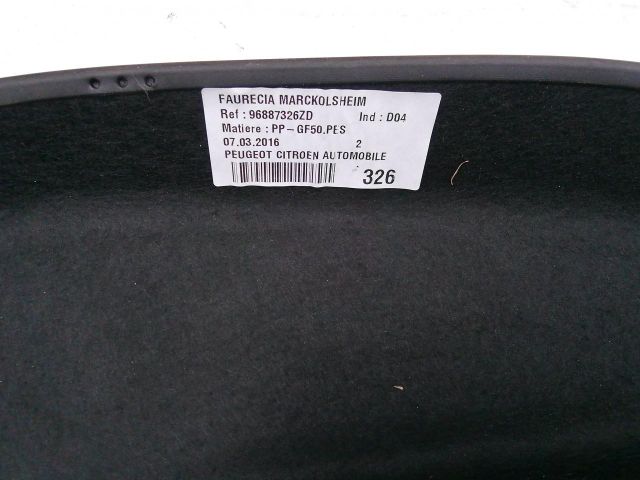 FAURECIA MARCKOLSHEIM
Ref : 96887326ZD Ind : D04
Matiere : PP-GF50.PES
07.03.2016 2
PEUGEOT CITROEN AUTOMOBILE
326